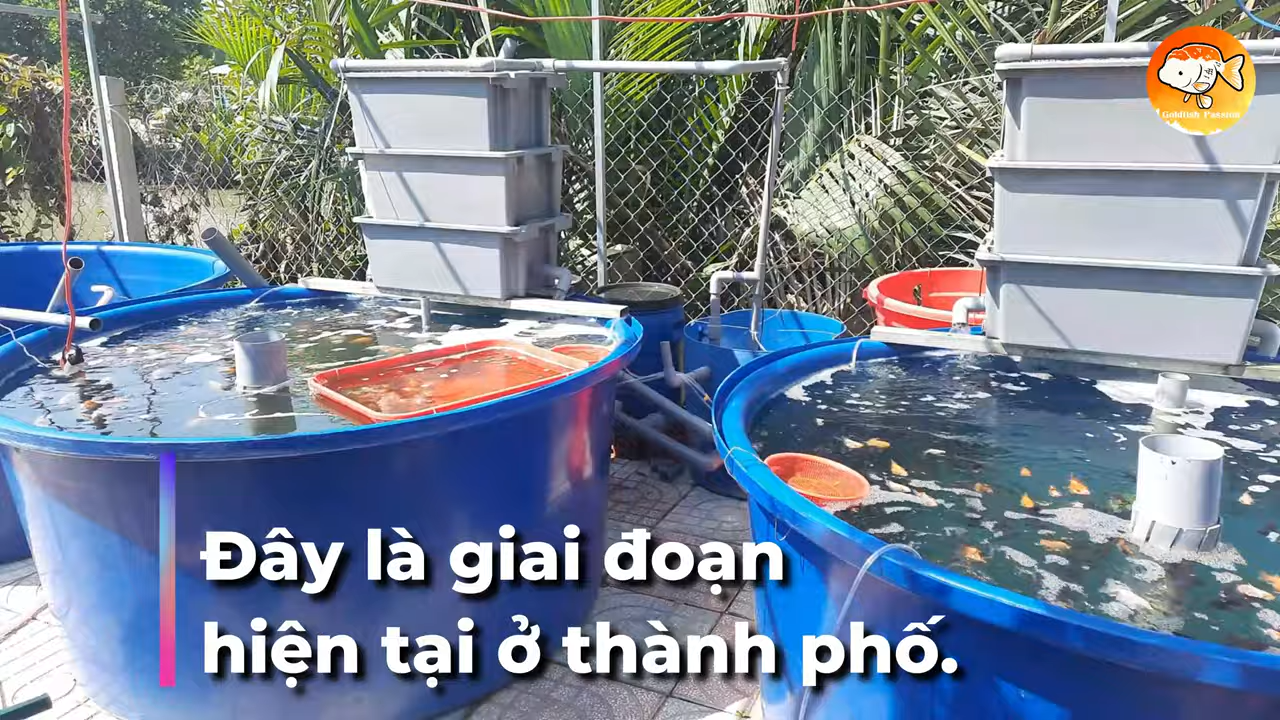 Goldfish Passion
Đây là giai đoạn
hiện tại ở thành phố.